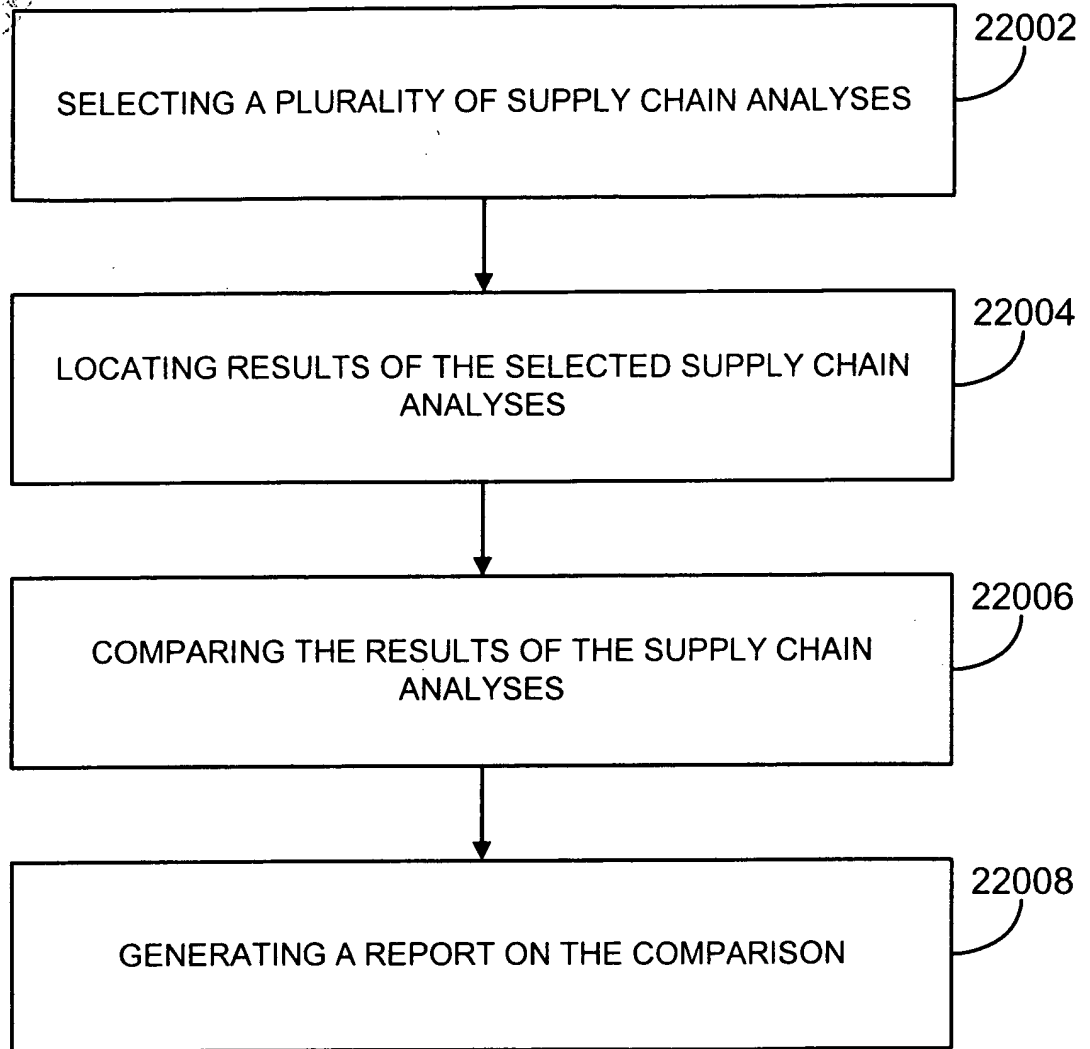 22002
SELECTING A PLURALITY OF SUPPLY CHAIN ANALYSES
22004
LOCATING RESULTS OF THE SELECTED SUPPLY CHAIN
ANALYSES
22006
COMPARING THE RESULTS OF THE SUPPLY CHAIN
ANALYSES
22008
GENERATING A REPORT ON THE COMPARISON